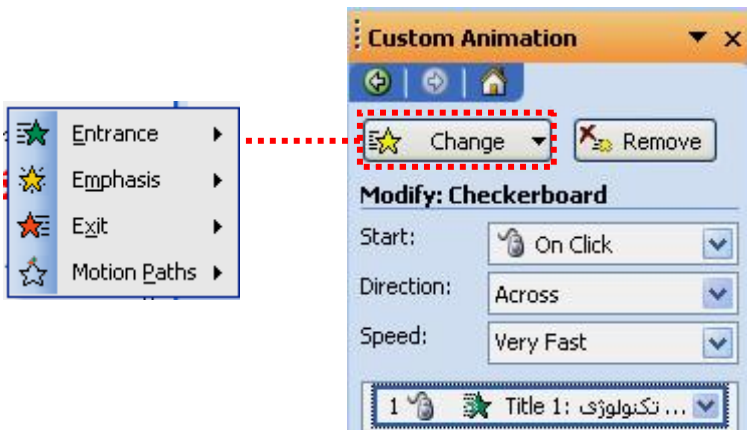 Custom Animation
Change
Remove
Entrance
Emphasis
Exit
Motion Paths
Modify: Checkerboard
Start:
On Click
Direction:
Across
Speed:
Very Fast
1 Title 1: تکنولوژی ...